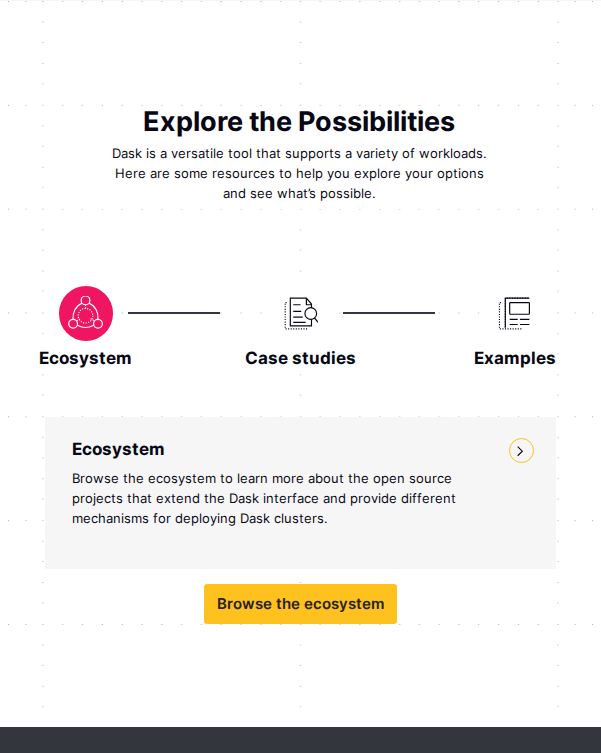 Explore the Possibilities
Dask is a versatile tool that supports a variety of workloads.
Here are some resources to help you explore your options
and see what's possible.
Ecosystem
Case studies
Examples
Ecosystem
Browse the ecosystem to learn more about the open source
projects that extend the Dask interface and provide different
mechanisms for deploying Dask clusters.
Browse the ecosystem